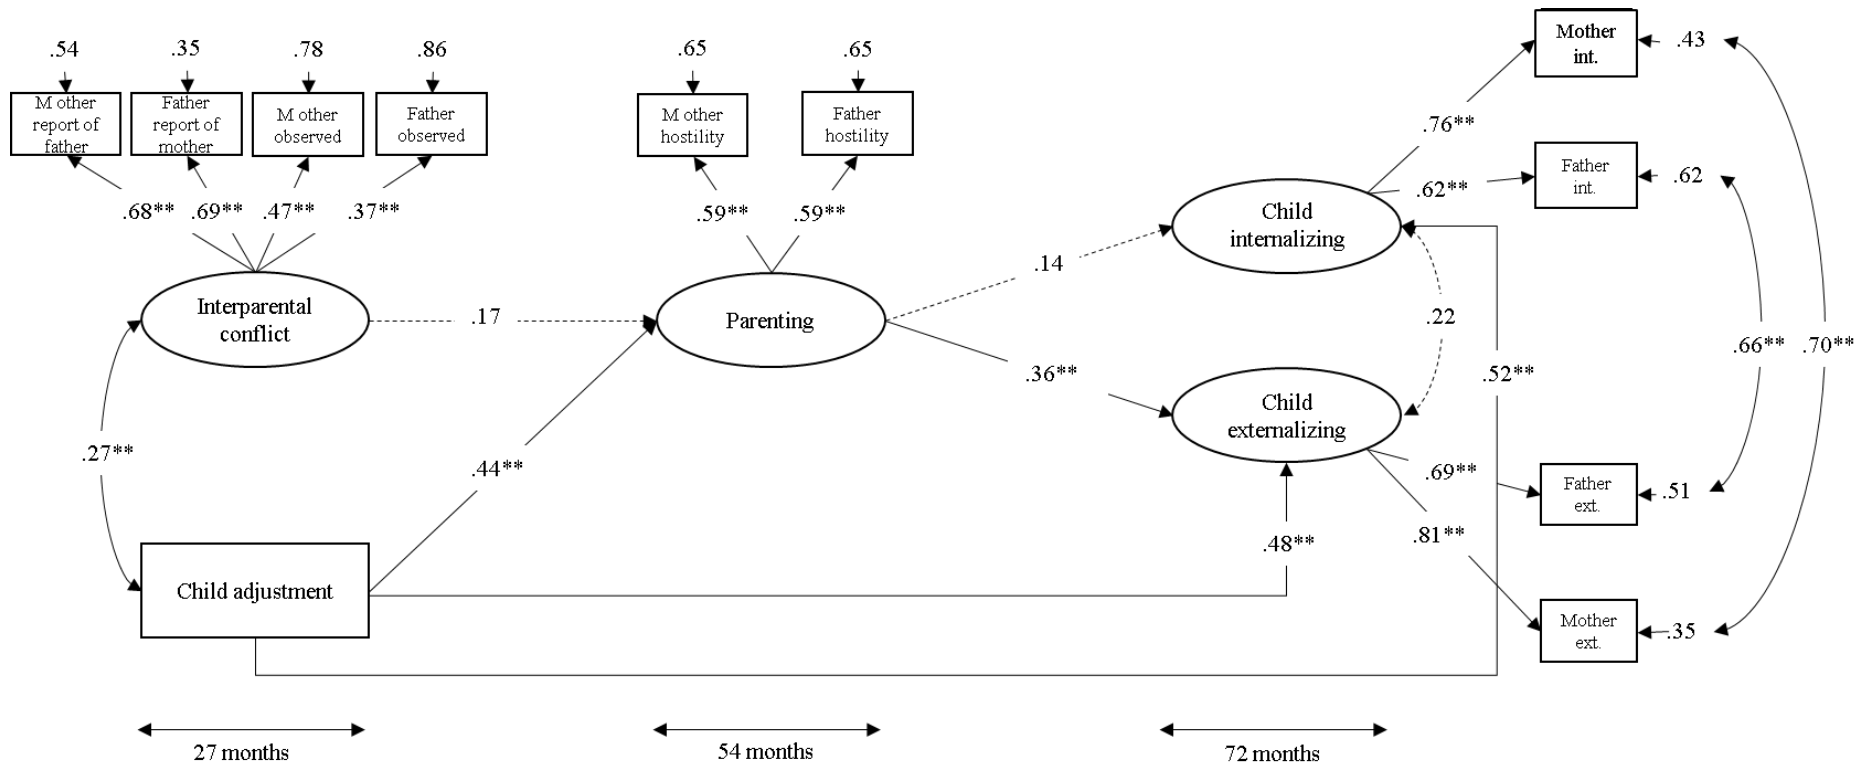 .54
.35
.78
.86
.65
.65
M other
report of
father
Father
report of
mother
M other
observed
Father
observed
M other
hostility
Father
hostility
Mother
int.
.43
.76**
Father
int.
.62
.62**
.68**
.69**
.47**
.37**
.59**
.59**
Child
internalizing
.14
Interparental
conflict
.17
Parenting
.22
.66**
.70**
.36**
.52**
Child
externalizing
.27**
.44**
.69**
Father
ext.
.51
.81**
.48**
Child adjustment
Mother
ext.
.35
27 months
54 months
72 months